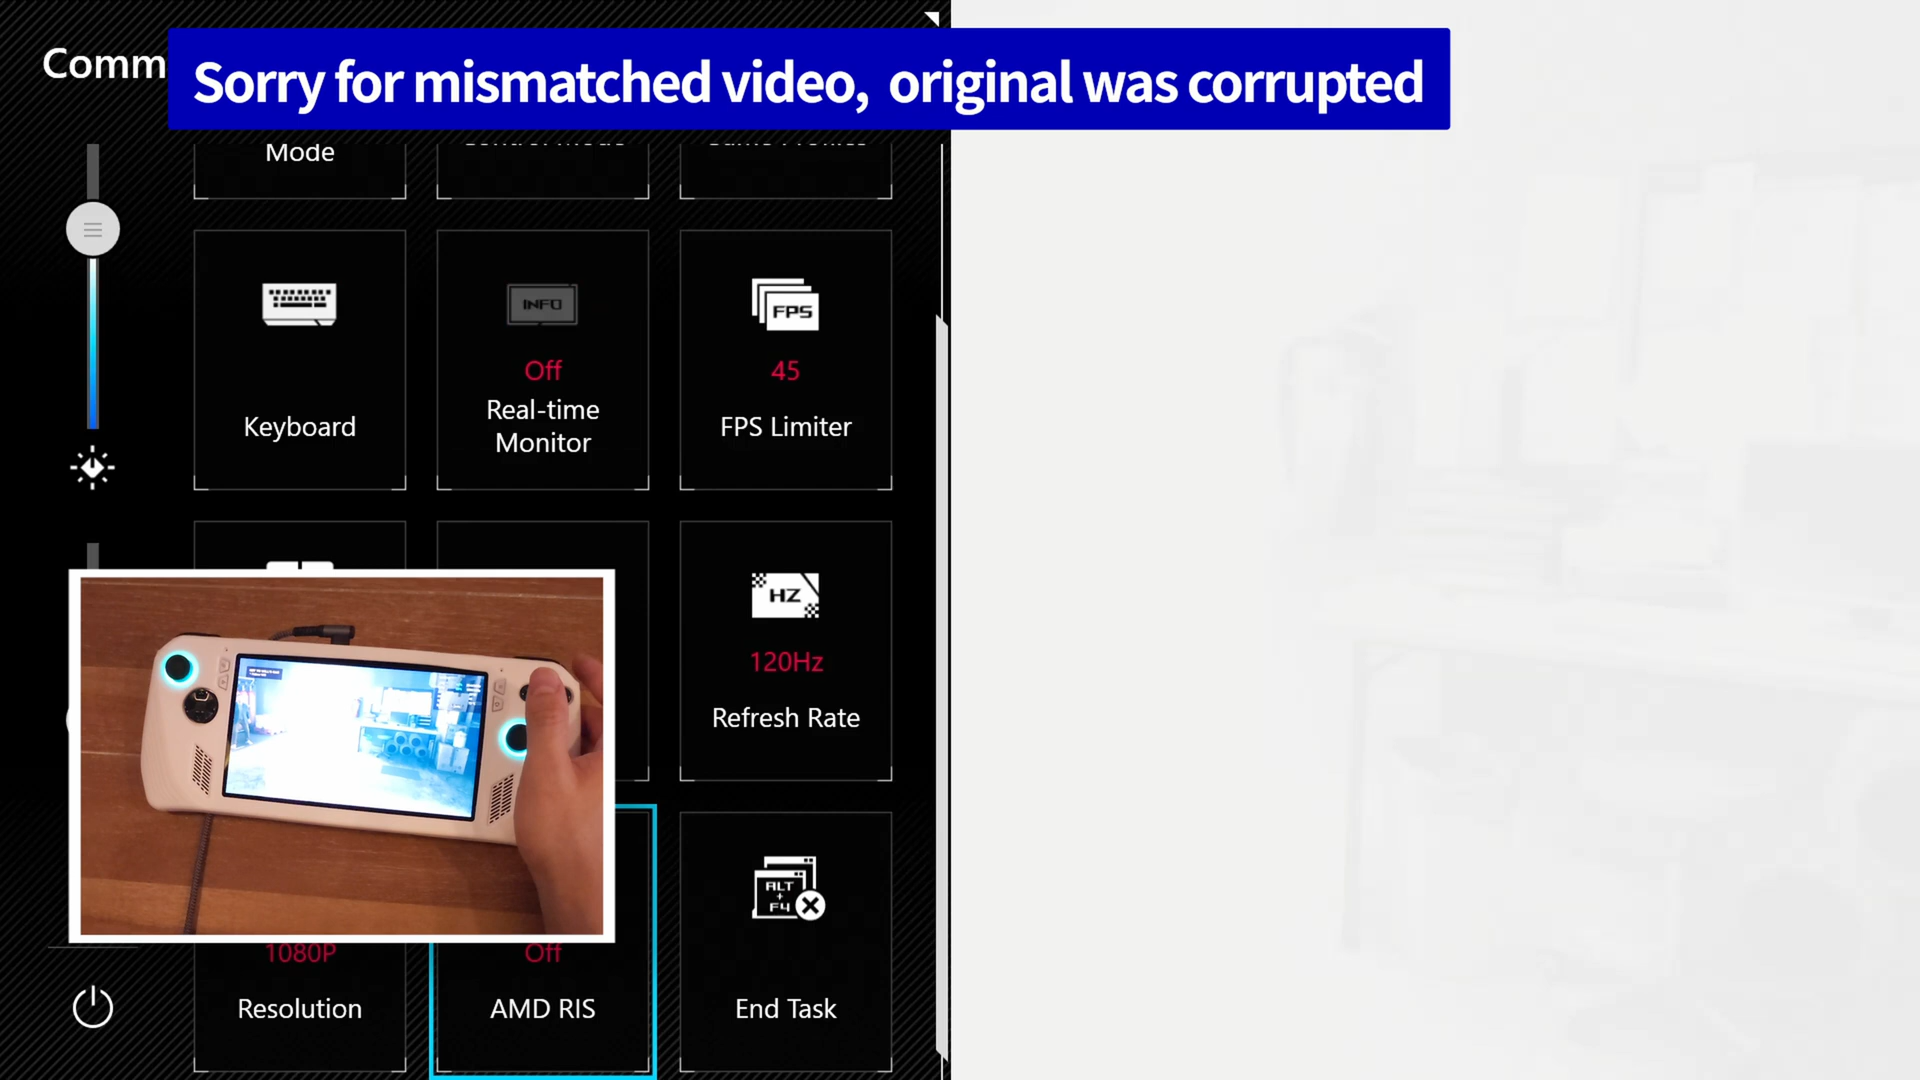 Comm
Sorry for mismatched video, original was corrupted
Mode
Keyboard
INFO
Off
Real-time
Monitor
FPS
45
FPS Limiter
HZ
120Hz
Refresh Rate
1080P
Resolution
Off
AMD RIS
ALT
+
F4
End Task